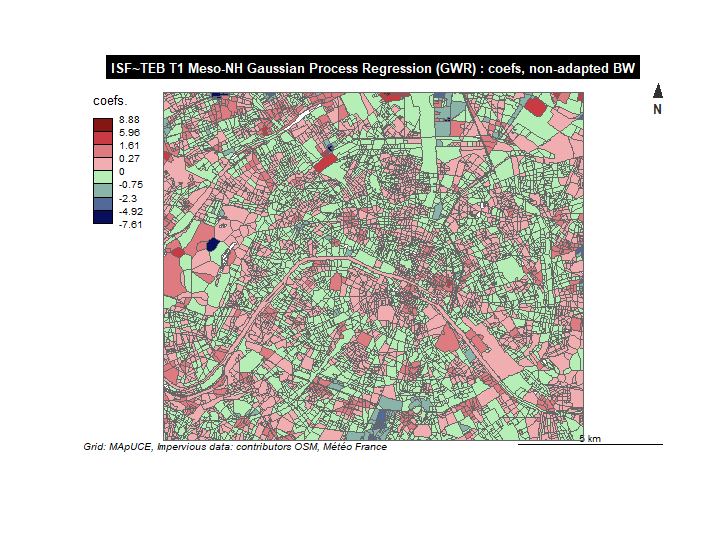 ISF~TEB T1 Meso-NH Gaussian Process Regression (GWR) : coefs, non-adapted BW
N
coefs.
8.88
5.96
1.61
0.27
0
-0.75
-2.3
-4.92
-7.61
5 km
Grid: MApUCE, Impervious data: contributors OSM, Météo France